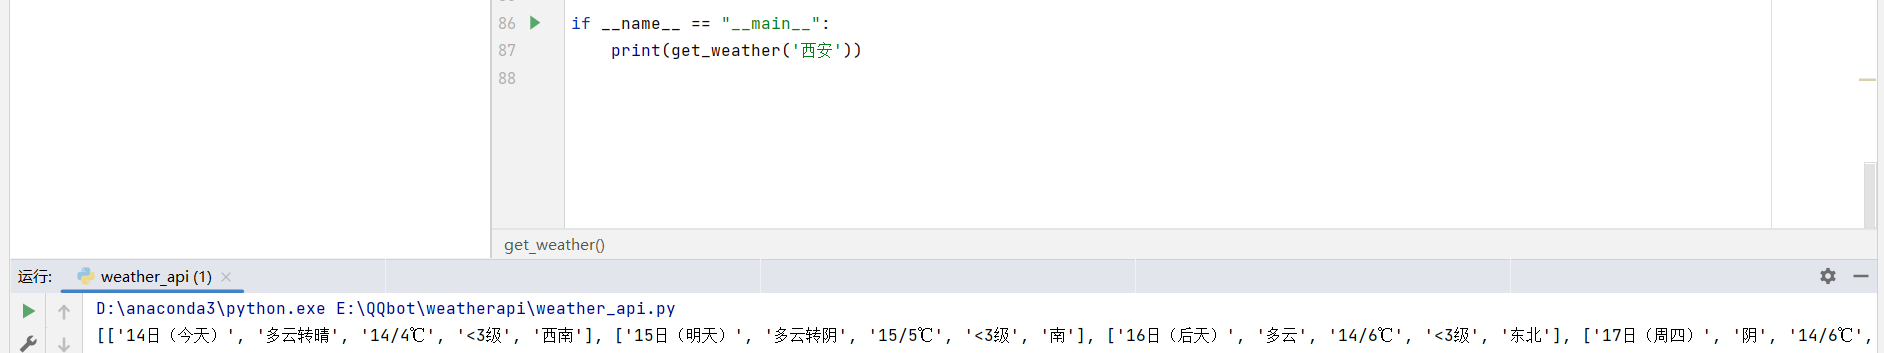 86 if __name__ == "__main__":
87 print(get_weather('西安'))
88
get_weather()
运行: weather_api (1)
D:\anaconda3\python.exe E:\QQbot\weatherapi\weather_api.py
[['14日（今天）', '多云转晴', '14/4℃', '<3级', '西南'], ['15日（明天）', '多云转阴', '15/5℃', '<3级', '南'], ['16日（后天）', '多云', '14/6℃', '<3级', '东北'], ['17日（周四）', '阴', '14/6℃',